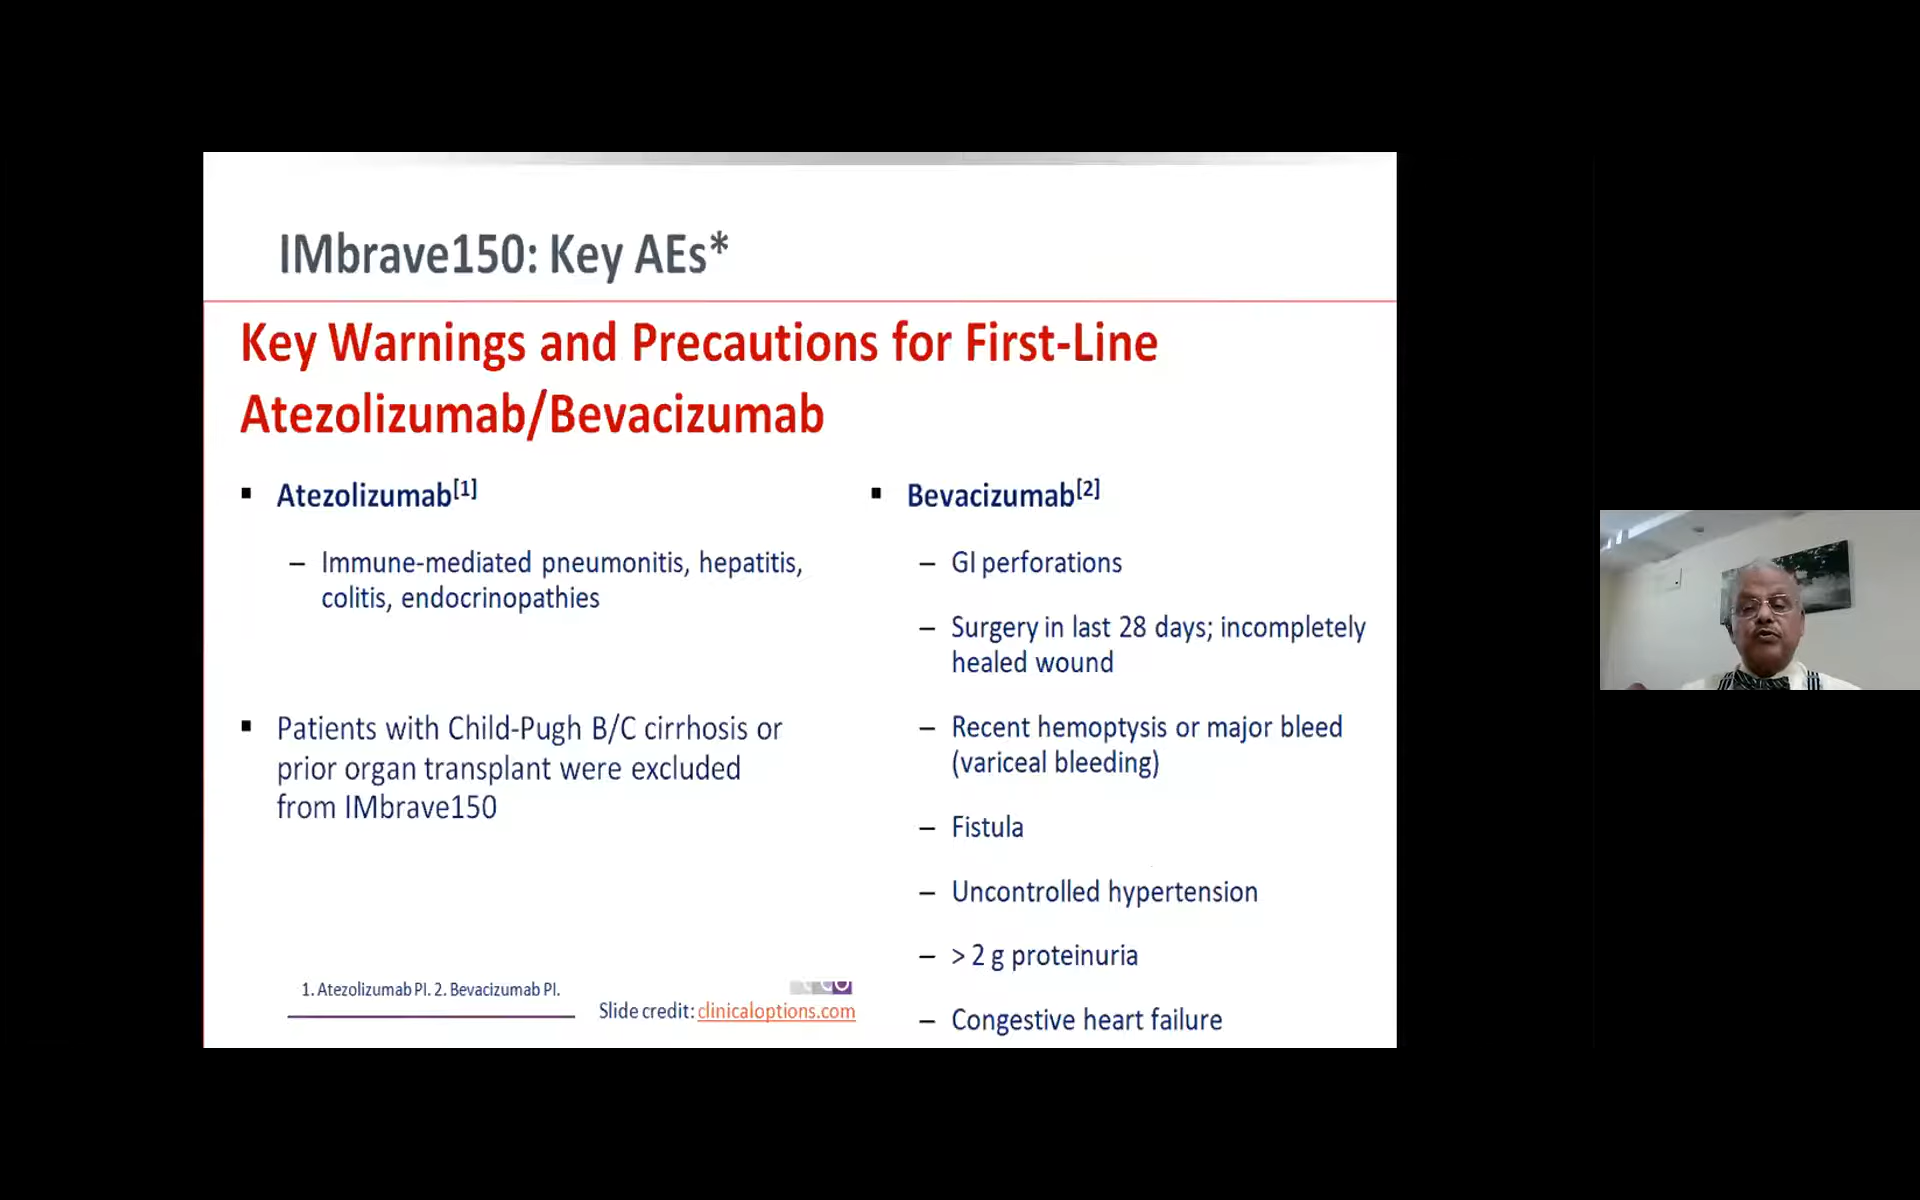 IMbrave150: Key AEs*
Key Warnings and Precautions for First-Line
Atezolizumab/Bevacizumab
▪ Atezolizumab[1]
– Immune-mediated pneumonitis, hepatitis,
colitis, endocrinopathies
▪ Patients with Child-Pugh B/C cirrhosis or
prior organ transplant were excluded
from IMbrave150
▪ Bevacizumab[2]
– GI perforations
– Surgery in last 28 days; incompletely
healed wound
– Recent hemoptysis or major bleed
(variceal bleeding)
– Fistula
– Uncontrolled hypertension
– > 2 g proteinuria
– Congestive heart failure
1. Atezolizumab PI. 2. Bevacizumab PI.
Slide credit: clinicaloptions.com